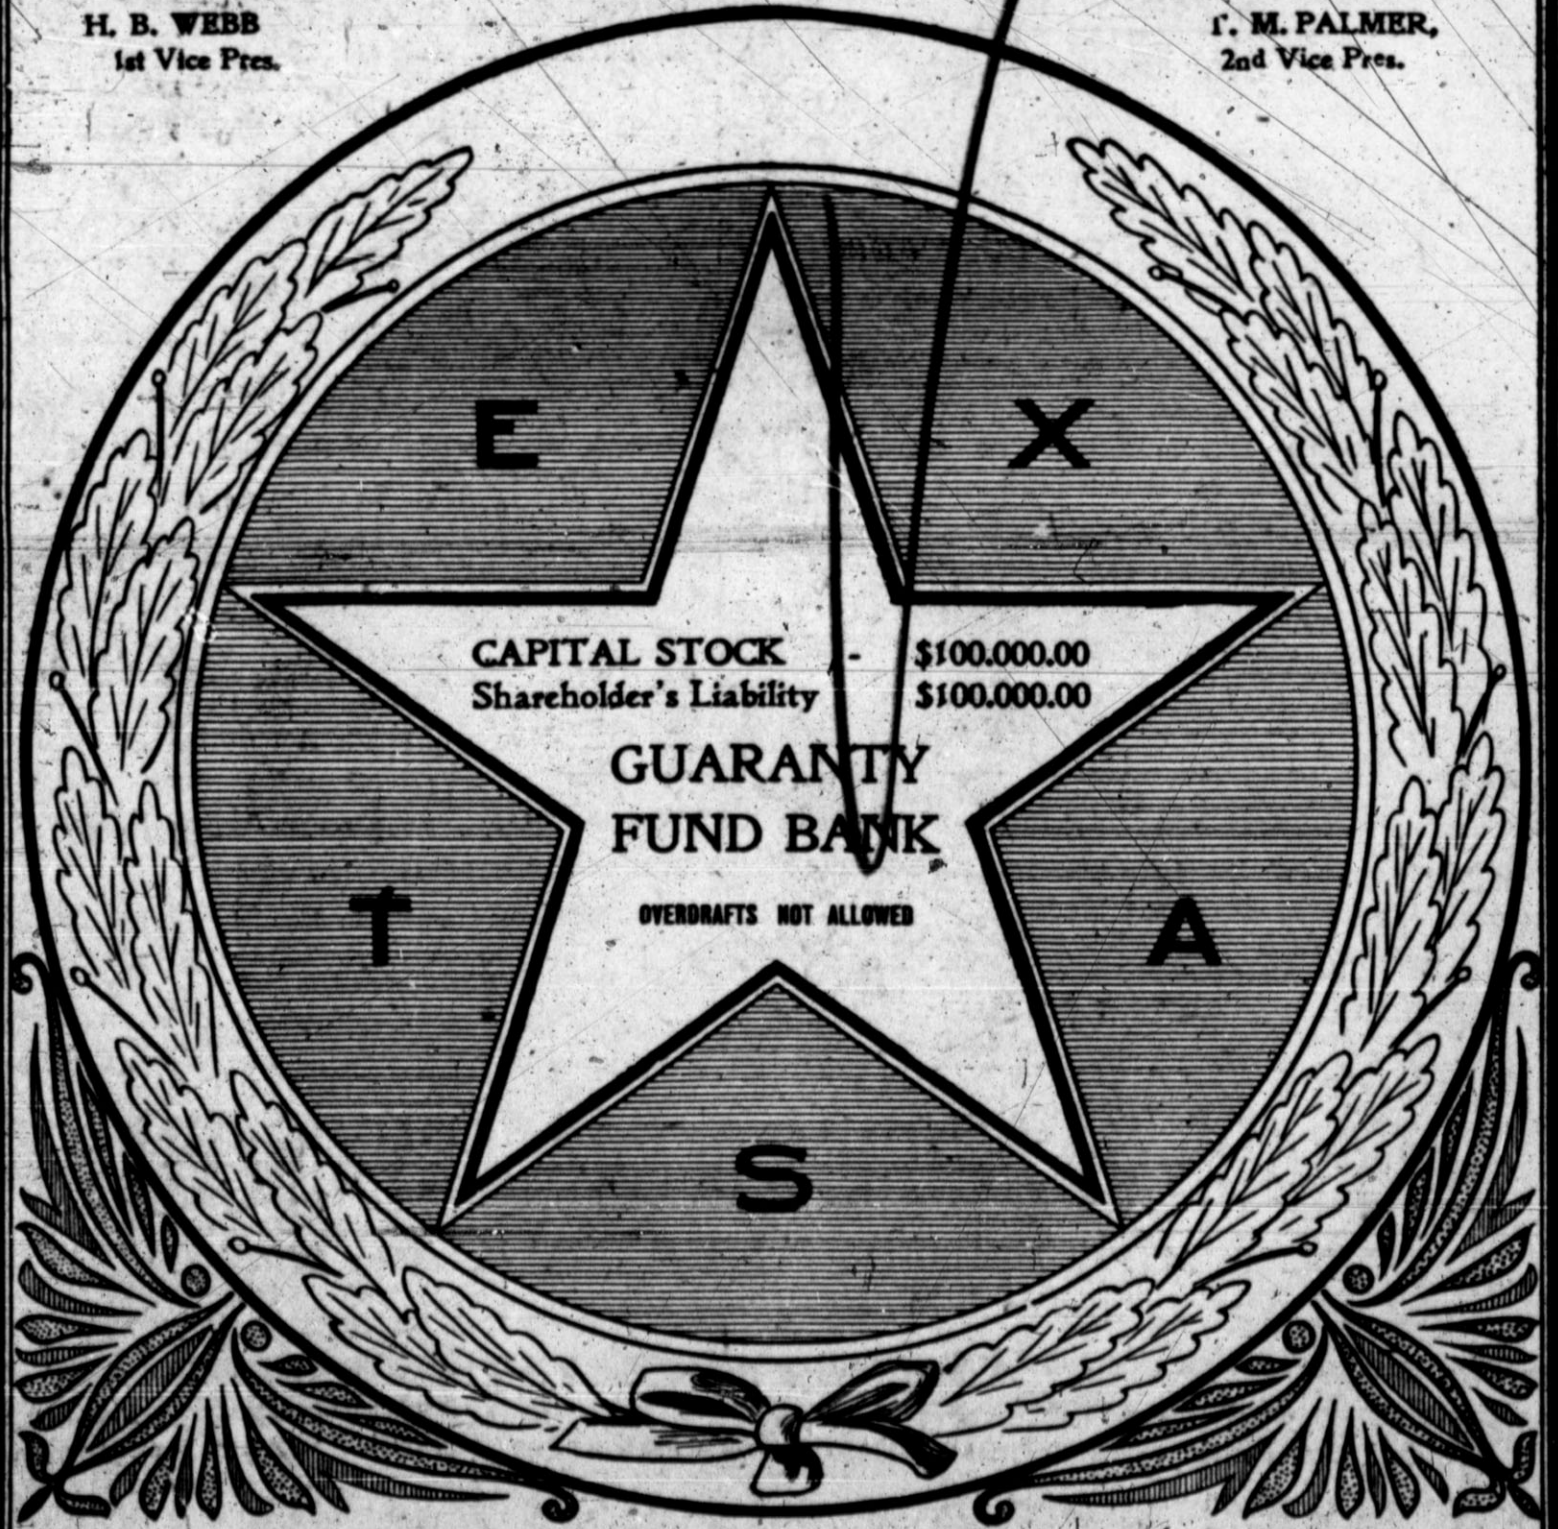 H. B. WEBB
1st Vice Pres.
T. M. PALMER,
2nd Vice Pres.
T E X A S
CAPITAL STOCK - $100.000.00
Shareholder's Liability $100.000.00
GUARANTY
FUND BANK
OVERDRAFTS NOT ALLOWED